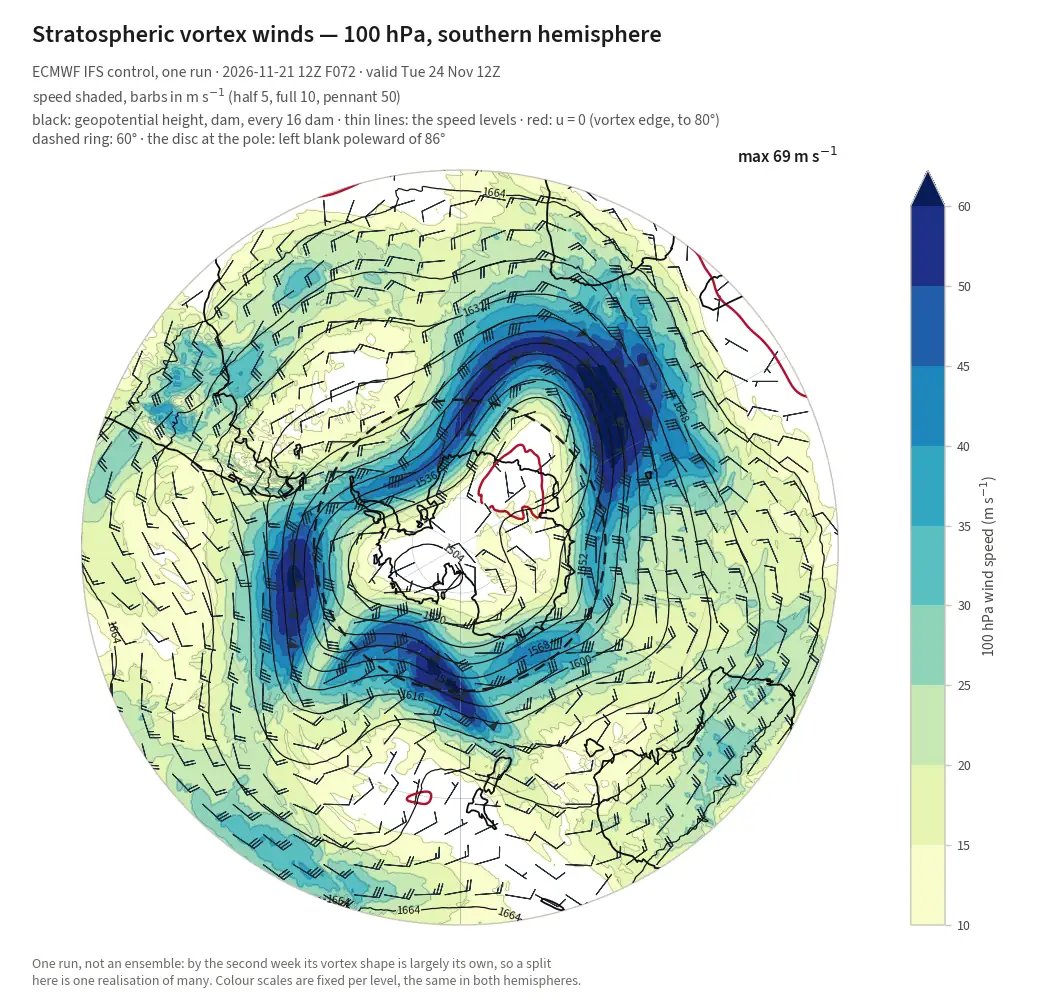 Stratospheric vortex winds — 100 hPa, southern hemisphere
ECMWF IFS control, one run · 2026-11-21 12Z F072 · valid Tue 24 Nov 12Z
speed shaded, barbs in m s⁻¹ (half 5, full 10, pennant 50)
black: geopotential height, dam, every 16 dam · thin lines: the speed levels · red: u = 0 (vortex edge, to 80°)
dashed ring: 60° · the disc at the pole: left blank poleward of 86°
max 69 m s⁻¹
1664
1648
1536
1504
1664
1568
1600
1616
1664
1664
60
50
45
40
35
30
25
20
15
10
100 hPa wind speed (m s⁻¹)
One run, not an ensemble: by the second week its vortex shape is largely its own, so a split
here is one realisation of many. Colour scales are fixed per level, the same in both hemispheres.